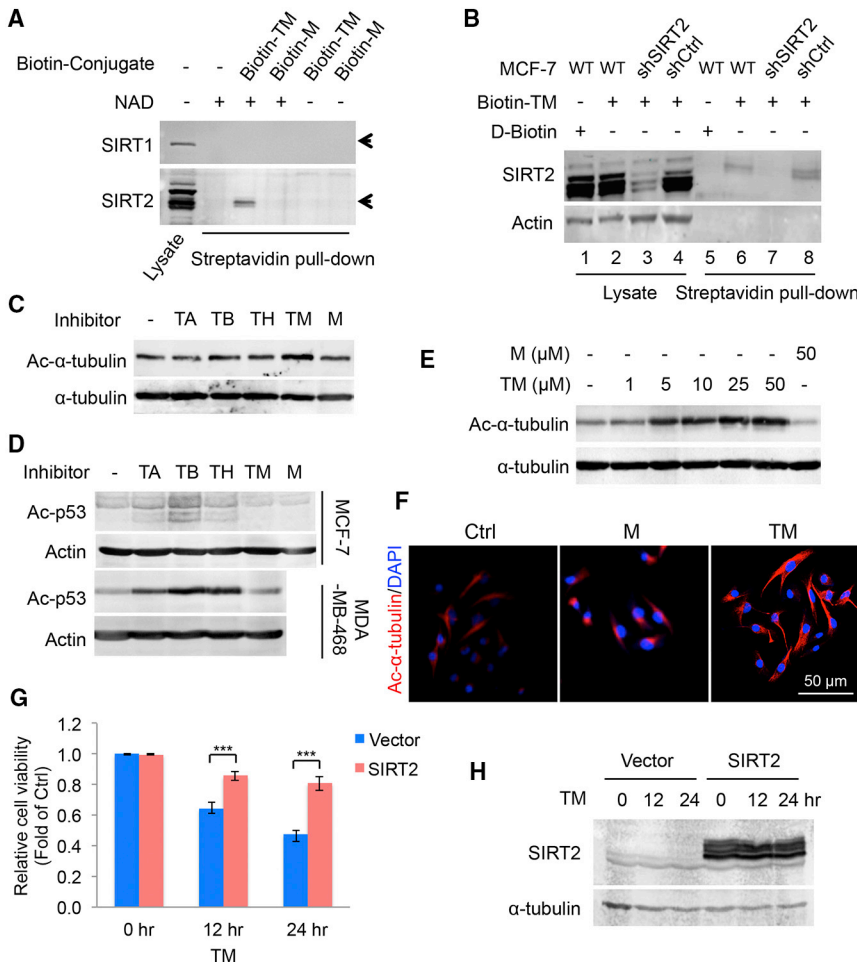 A
Biotin-Conjugate - - Biotin-TM Biotin-M Biotin-TM Biotin-M
NAD - + + + - -
SIRT1
SIRT2
Lysate Streptavidin pull-down
B
MCF-7 WT WT shSIRT2 shCtrl WT WT shSIRT2 shCtrl
Biotin-TM - + + + - + + +
D-Biotin + - - - + - - -
SIRT2
Actin
1 2 3 4 5 6 7 8
Lysate Streptavidin pull-down
C
Inhibitor - TA TB TH TM M
Ac-α-tubulin
α-tubulin
D
Inhibitor - TA TB TH TM M
Ac-p53
Actin
MCF-7
Ac-p53
Actin
MDA
-MB-468
E
M (μM) - - - - - - 50
TM (μM) - 1 5 10 25 50 -
Ac-α-tubulin
α-tubulin
F
Ctrl M TM
Ac-α-tubulin/DAPI
50 μm
G
Relative cell viability
(Fold of Ctrl)
1.2
1.0
0.8
0.6
0.4
0.2
0.0
*** ***
Vector
SIRT2
0 hr 12 hr 24 hr
TM
H
Vector SIRT2
TM 0 12 24 0 12 24 hr
SIRT2
α-tubulin